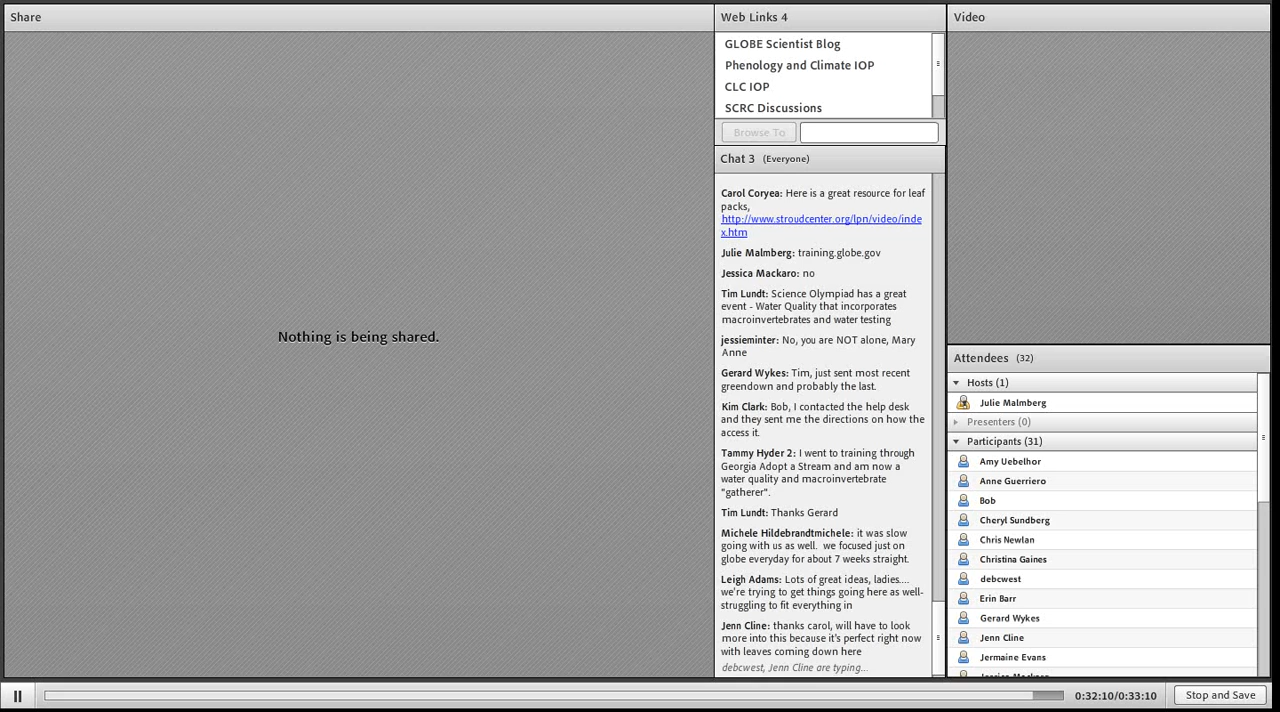 Share
Nothing is being shared.
Web Links 4
GLOBE Scientist Blog
Phenology and Climate IOP
CLC IOP
SCRC Discussions
Browse To
Chat 3 (Everyone)
Carol Coryea: Here is a great resource for leaf
packs,
http://www.stroudcenter.org/lpn/video/inde
x.htm
Julie Malmberg: training.globe.gov
Jessica Mackaro: no
Tim Lundt: Science Olympiad has a great
event - Water Quality that incorporates
macroinvertebrates and water testing
jessieminter: No, you are NOT alone, Mary
Anne
Gerard Wykes: Tim, just sent most recent
greendown and probably the last.
Kim Clark: Bob, I contacted the help desk
and they sent me the directions on how the
access it.
Tammy Hyder 2: I went to training through
Georgia Adopt a Stream and am now a
water quality and macroinvertebrate
"gatherer".
Tim Lundt: Thanks Gerard
Michele Hildebrandtmichele: it was slow
going with us as well. we focused just on
globe everyday for about 7 weeks straight.
Leigh Adams: Lots of great ideas, ladies....
we're trying to get things going here as well-
struggling to fit everything in
Jenn Cline: thanks carol, will have to look
more into this because it's perfect right now
with leaves coming down here
debcwest, Jenn Cline are typing...
Video
Attendees (32)
Hosts (1)
Julie Malmberg
Presenters (0)
Participants (31)
Amy Uebelhor
Anne Guerriero
Bob
Cheryl Sundberg
Chris Newlan
Christina Gaines
debcwest
Erin Barr
Gerard Wykes
Jenn Cline
Jermaine Evans
0:32:10/0:33:10
Stop and Save